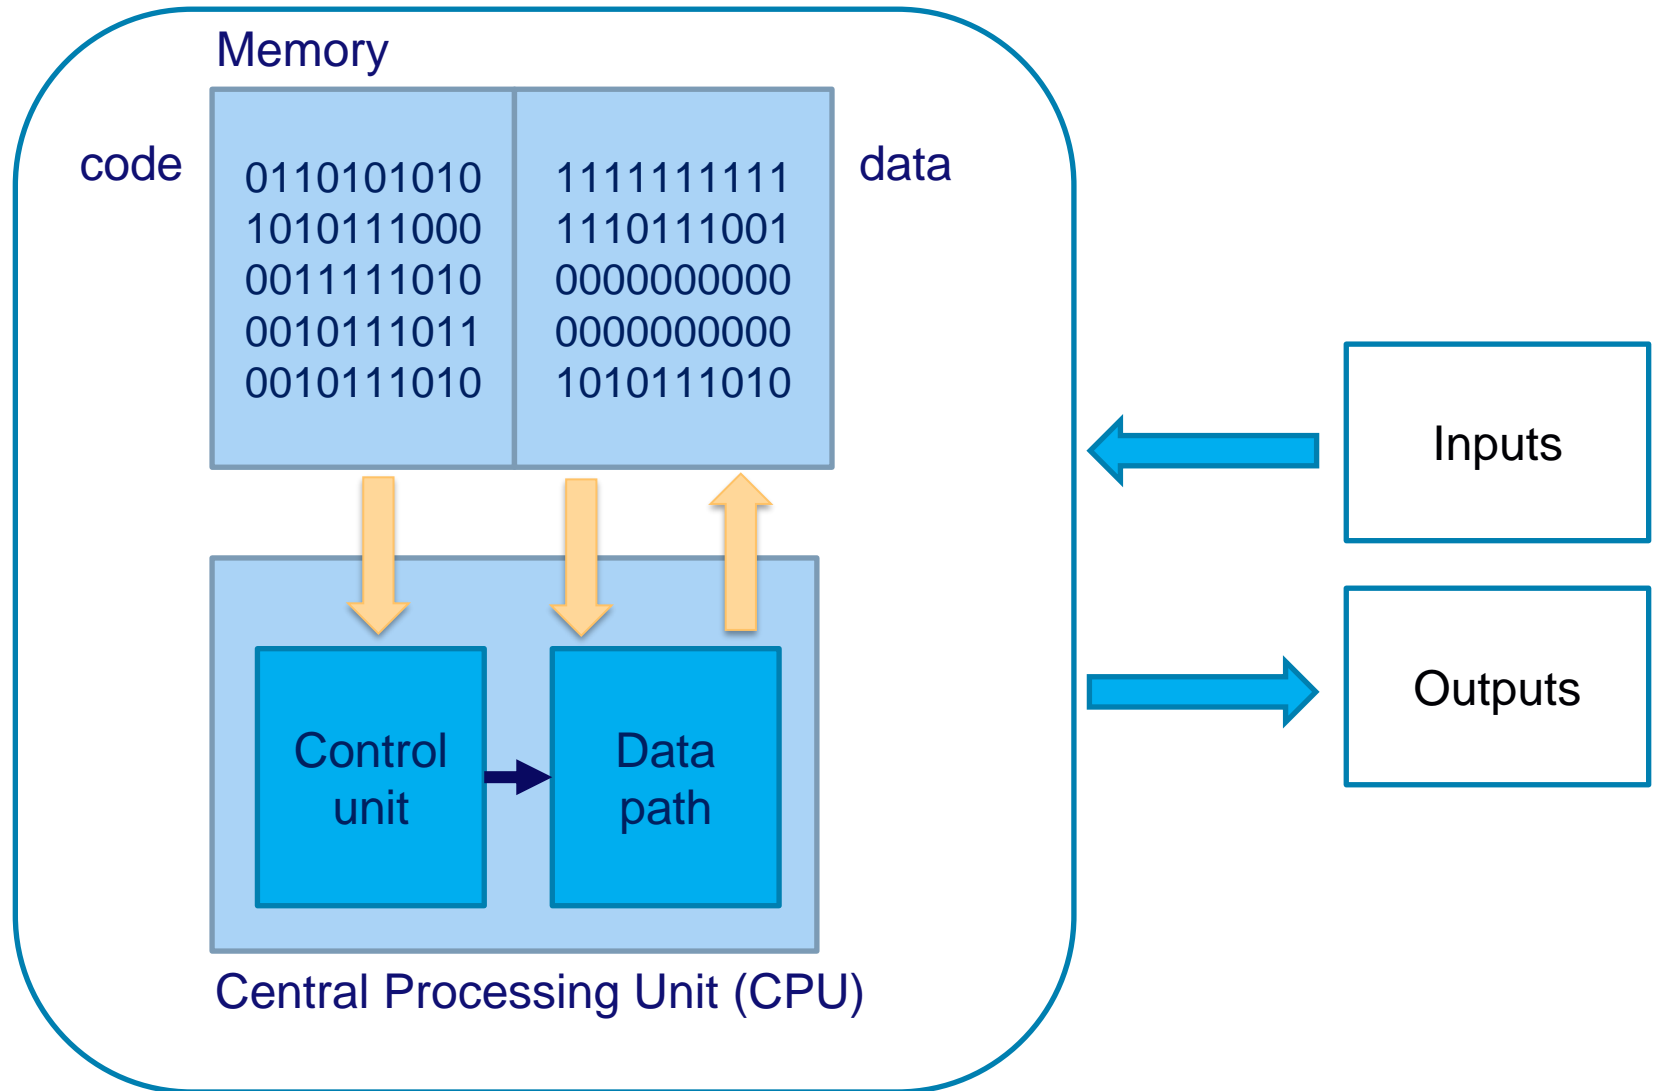 Memory
code
0110101010
1010111000
0011111010
0010111011
0010111010
1111111111
1110111001
0000000000
0000000000
1010111010
data
Control
unit
Data
path
Central Processing Unit (CPU)
Inputs
Outputs